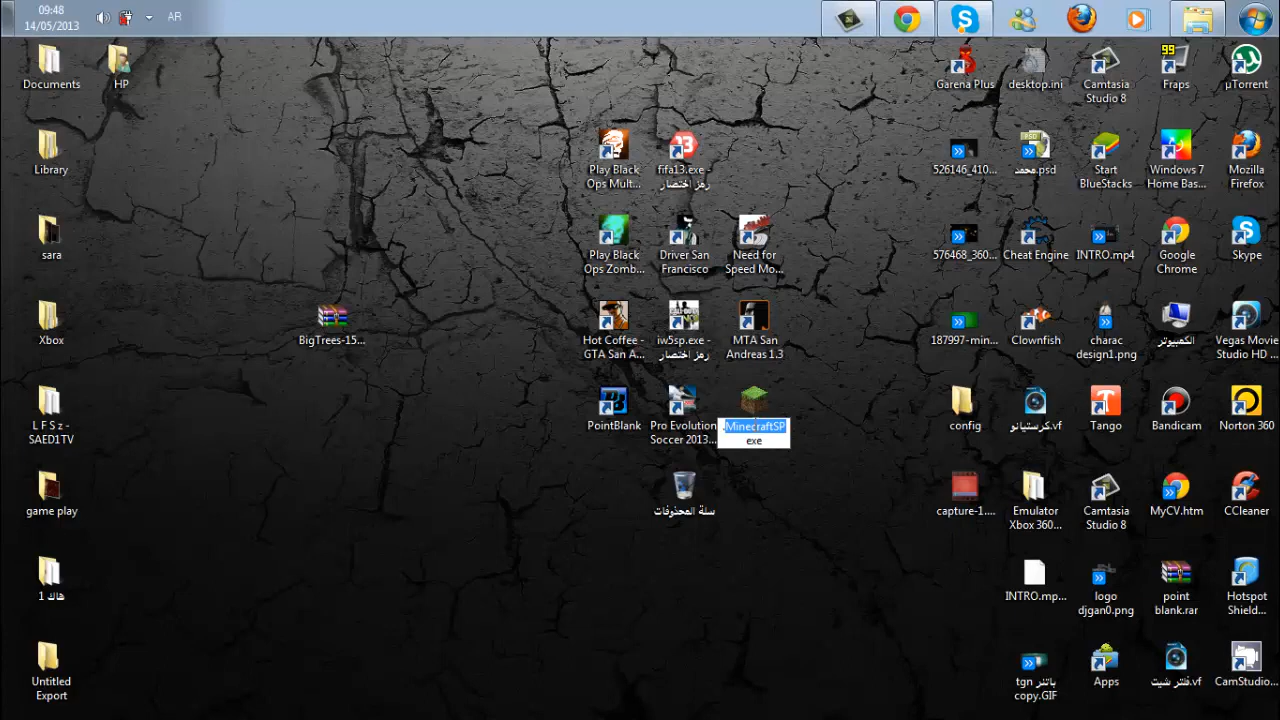 09:48
14/05/2013
AR
Documents
HP
Garena Plus
desktop.ini
Camtasia
Studio 8
99
Fraps
µTorrent
Library
Play Black
Ops Mult...
13
fifa13.exe -
رمز اختصار
526146_410...
PSD
محمد.psd
Start
BlueStacks
Windows 7
Home Bas...
Mozilla
Firefox
sara
Play Black
Ops Zomb...
Driver San
Francisco
Need for
Speed Mo...
576468_360...
Cheat Engine
INTRO.mp4
Google
Chrome
Skype
Xbox
BigTrees-15...
Hot Coffee -
GTA San A...
iw5sp.exe -
رمز اختصار
MTA San
Andreas 1.3
187997-min...
Clownfish
charac
design1.png
الكمبيوتر
Vegas Movie
Studio HD ...
L F S z -
SAED1TV
PointBlank
Pro Evolution
Soccer 2013...
.MinecraftSP
exe
config
كرستيانو.vf
Tango
Bandicam
Norton 360
game play
سلة المحذوفات
capture-1....
Emulator
Xbox 360...
Camtasia
Studio 8
MyCV.htm
CCleaner
هاك 1
INTRO.mp...
logo
djgan0.png
point
blank.rar
Hotspot
Shield...
Untitled
Export
tgn باتنر
copy.GIF
Apps
فلتر شيت.vf
CamStudio...